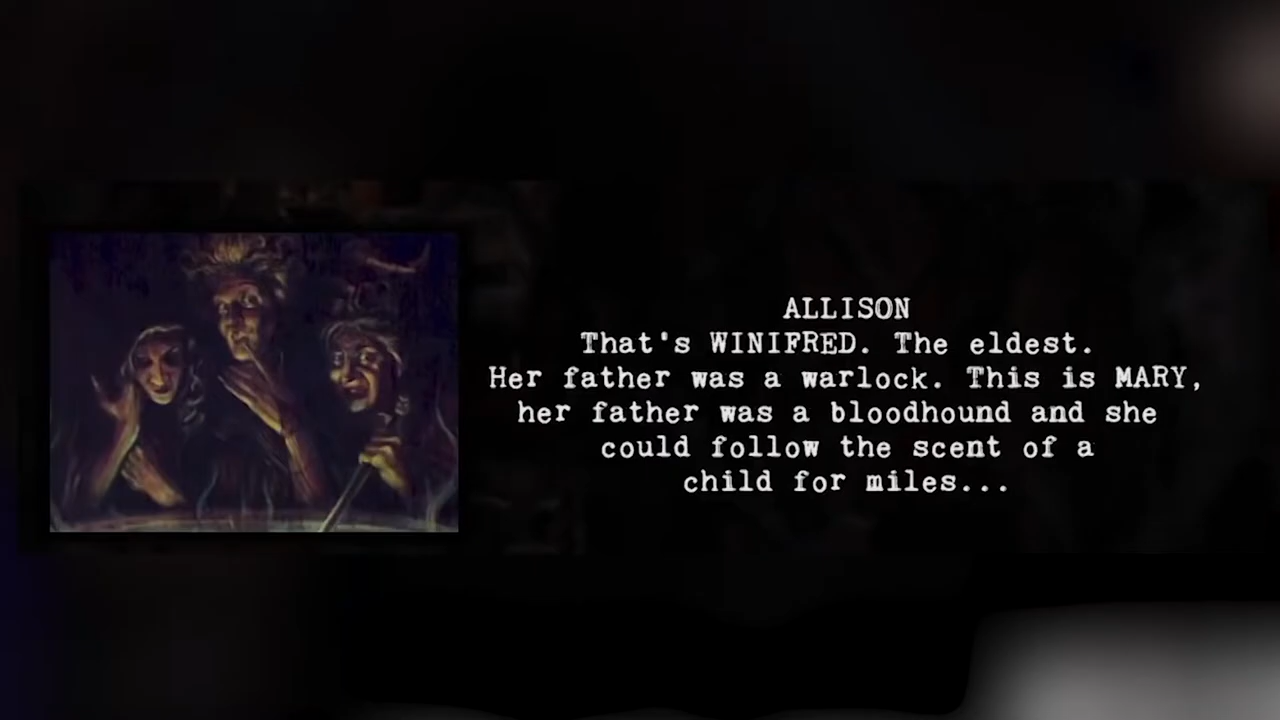 ALLISON
That's WINIFRED. The eldest.
Her father was a warlock. This is MARY,
her father was a bloodhound and she
could follow the scent of a
child for miles...